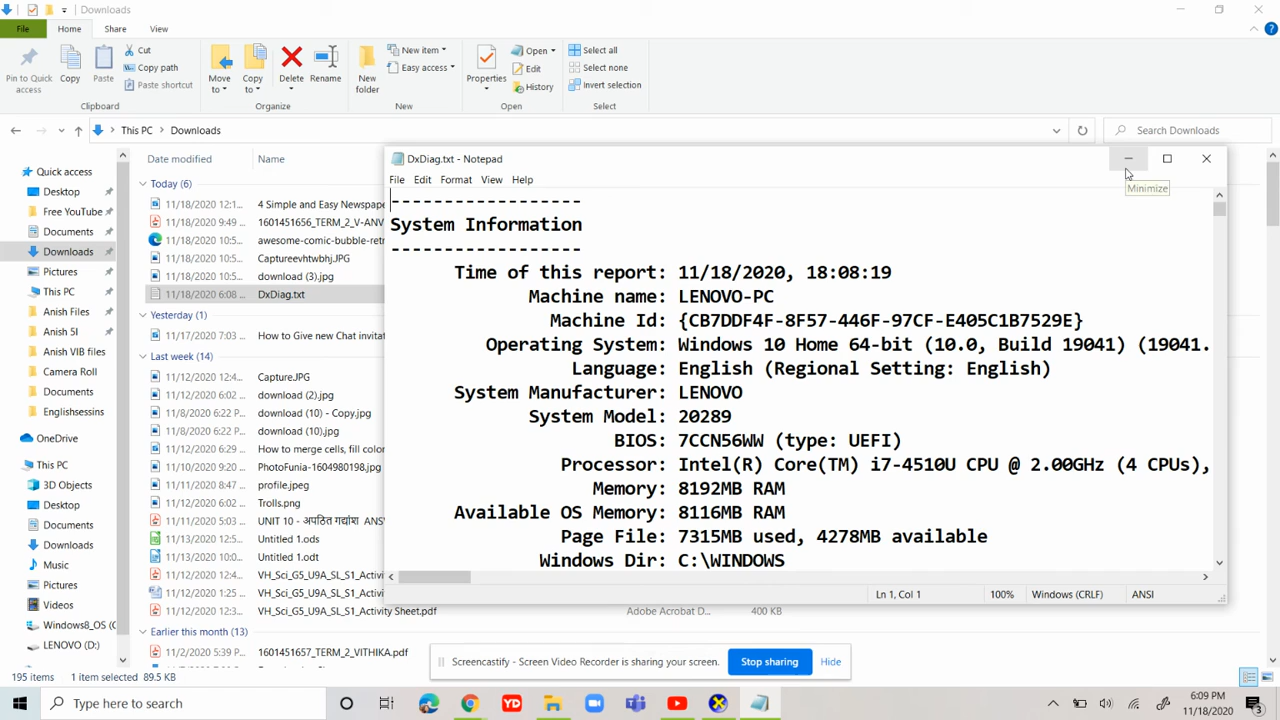 Downloads
File Home Share View
Pin to Quick access
Copy
Paste
Cut
Copy path
Paste shortcut
Clipboard
Move to
Copy to
Delete
Rename
Organize
New folder
New item
Easy access
New
Properties
Open
Edit
History
Open
Select all
Select none
Invert selection
Select
This PC > Downloads
Search Downloads
Quick access
Desktop
Free YouTube
Documents
Downloads
Pictures
This PC
Anish Files
Anish 5I
Anish VIB files
Camera Roll
Documents
Englishsessins
OneDrive
This PC
3D Objects
Desktop
Documents
Downloads
Music
Pictures
Videos
Windows8_OS (
LENOVO (D:)
Date modified Name
Today (6)
11/18/2020 12:1 4 Simple and Easy Newspape
11/18/2020 9:49 1601451656_TERM_2_V-ANV
11/18/2020 10:5 awesome-comic-bubble-ret
11/18/2020 10:5 CaptureevhtwbhjJPG
11/18/2020 10:5 download (3).jpg
11/18/2020 6:08 DxDiag.txt
Yesterday (1)
11/17/2020 7:03 How to Give new Chat invitat
Last week (14)
11/12/2020 12:4 Capture.JPG
11/12/2020 6:02 download (2).jpg
11/8/2020 6:22 P download (10) - Copy.jpg
11/8/2020 6:22 P download (10).jpg
11/12/2020 6:29 How to merge cells, fill color
11/10/2020 9:39 PhotoFunia-1604980198.jpg
11/11/2020 8:45 profile.jpeg
11/12/2020 6:02 Trolls.png
11/11/2020 5:03 UNIT 10 - अपठित गद्यांश ANS
11/13/2020 12:1 Untitled 1.ods
11/13/2020 10:0 Untitled 1.odt
11/12/2020 12:4 VH_Sci_G5_U9A_SL_S1_Activi
11/12/2020 1:25 VH_Sci_G5_U9A_SL_S1_Activi
11/12/2020 12:3 VH_Sci_G5_U9A_SL_S1_Activity Sheet.pdf Adobe Acrobat D... 400 KB
Earlier this month (13)
11/2/2020 5:39 P 1601451657_TERM_2_VITHIKA.pdf
DxDiag.txt - Notepad
File Edit Format View Help
Minimize
------------------
System Information
------------------
Time of this report: 11/18/2020, 18:08:19
Machine name: LENOVO-PC
Machine Id: {CB7DDF4F-8F57-446F-97CF-E405C1B7529E}
Operating System: Windows 10 Home 64-bit (10.0, Build 19041) (19041.
Language: English (Regional Setting: English)
System Manufacturer: LENOVO
System Model: 20289
BIOS: 7CCN56WW (type: UEFI)
Processor: Intel(R) Core(TM) i7-4510U CPU @ 2.00GHz (4 CPUs),
Memory: 8192MB RAM
Available OS Memory: 8116MB RAM
Page File: 7315MB used, 4278MB available
Windows Dir: C:\WINDOWS
Ln 1, Col 1 100% Windows (CRLF) ANSI
Screencastify - Screen Video Recorder is sharing your screen. Stop sharing Hide
195 items 1 item selected 89.5 KB
Type here to search
YD
6:09 PM
11/18/2020
3